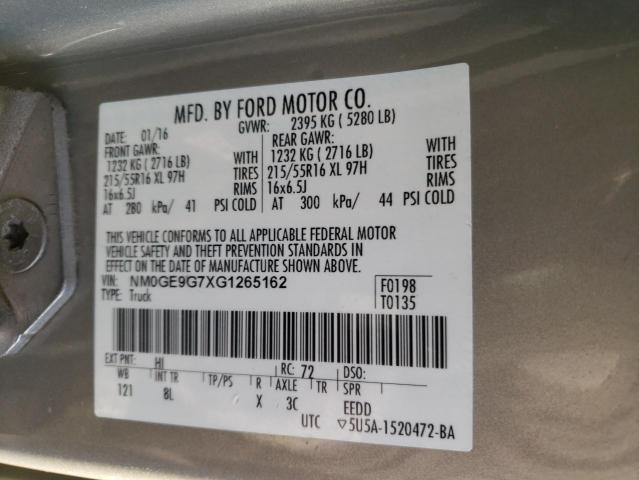 MFD. BY FORD MOTOR CO.
DATE: 01/16 GVWR: 2395 KG ( 5280 LB)
FRONT GAWR: REAR GAWR:
1232 KG ( 2716 LB) WITH 1232 KG ( 2716 LB) WITH
215/55R16 XL 97H TIRES 215/55R16 XL 97H TIRES
16x6.5J RIMS 16x6.5J RIMS
AT 280 kPa/ 41 PSI COLD AT 300 kPa/ 44 PSI COLD
THIS VEHICLE CONFORMS TO ALL APPLICABLE FEDERAL MOTOR
VEHICLE SAFETY AND THEFT PREVENTION STANDARDS IN
EFFECT ON THE DATE OF MANUFACTURE SHOWN ABOVE.
VIN: NM0GE9G7XG1265162 F0198
TYPE: Truck T0135
EXT PNT: HI RC: 72 DSO:
WB INT TR TP/PS R AXLE TR SPR
121 8L X 3C EEDD
UTC ▽5U5A-1520472-BA